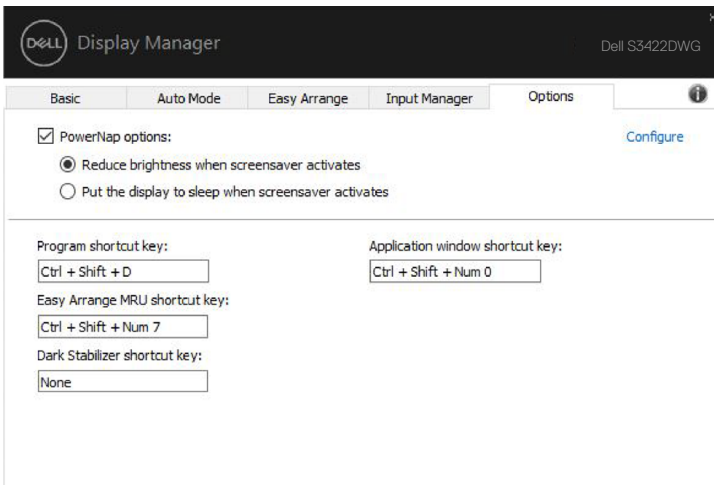 DELL Display Manager
Dell S3422DWG
Basic Auto Mode Easy Arrange Input Manager Options
PowerNap options: Configure
Reduce brightness when screensaver activates
Put the display to sleep when screensaver activates
Program shortcut key: Application window shortcut key:
Ctrl + Shift + D Ctrl + Shift + Num 0
Easy Arrange MRU shortcut key:
Ctrl + Shift + Num 7
Dark Stabilizer shortcut key:
None